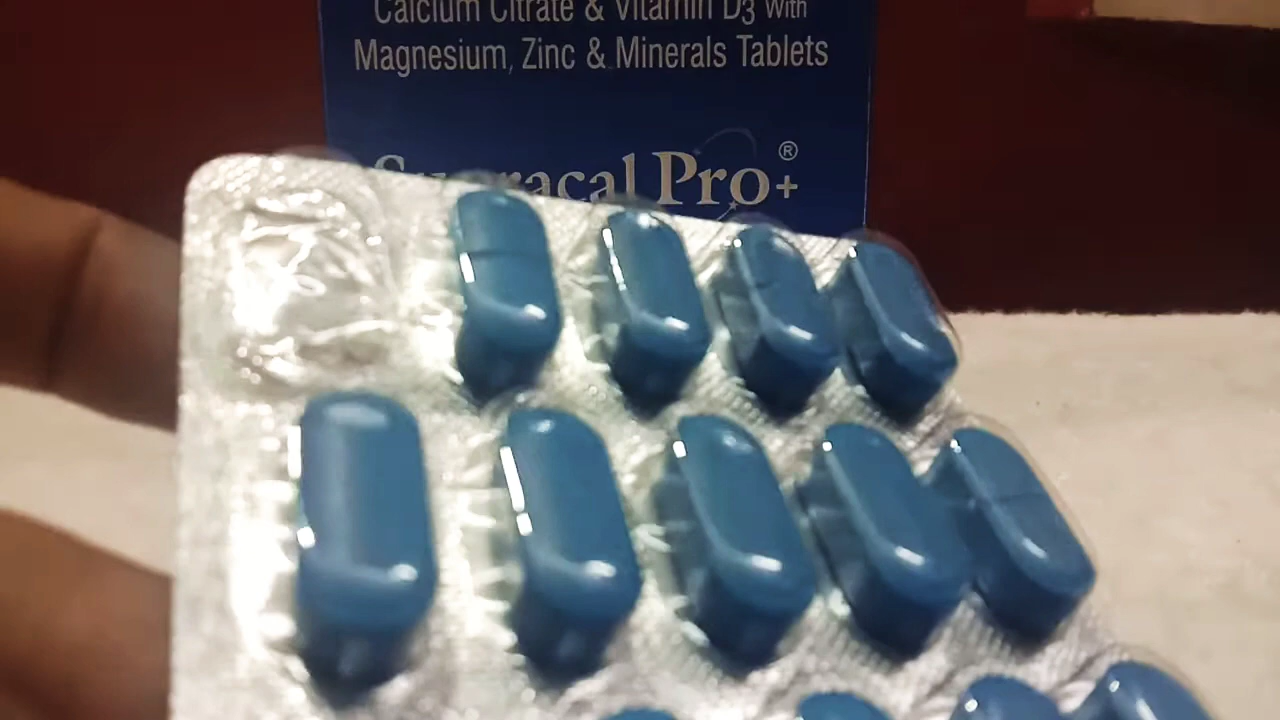 Calcium Citrate & Vitamin D3 With
Magnesium, Zinc & Minerals Tablets
Pro+®